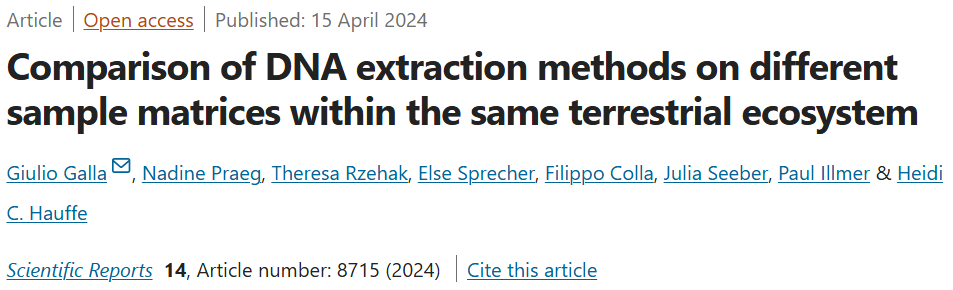 Article | Open access | Published: 15 April 2024
Comparison of DNA extraction methods on different
sample matrices within the same terrestrial ecosystem
Giulio Galla, Nadine Praeg, Theresa Rzehak, Else Sprecher, Filippo Colla, Julia Seeber, Paul Illmer & Heidi
C. Hauffe
Scientific Reports 14, Article number: 8715 (2024) | Cite this article